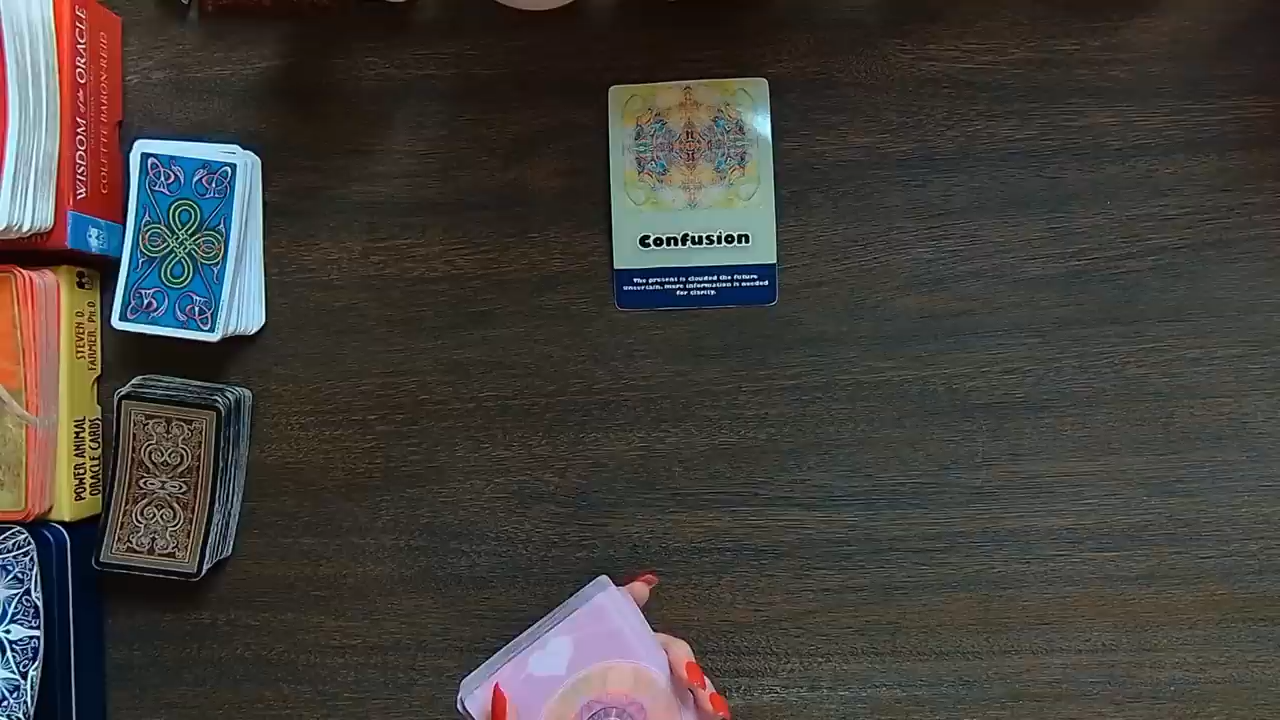 WISDOM of the ORACLE
COLETTE BARON-REID
STEVEN D.
FARMER, Ph.D.
POWER ANIMAL
ORACLE CARDS
Confusion
The present is clouded the future
uncertain, more information is needed
for clarity.